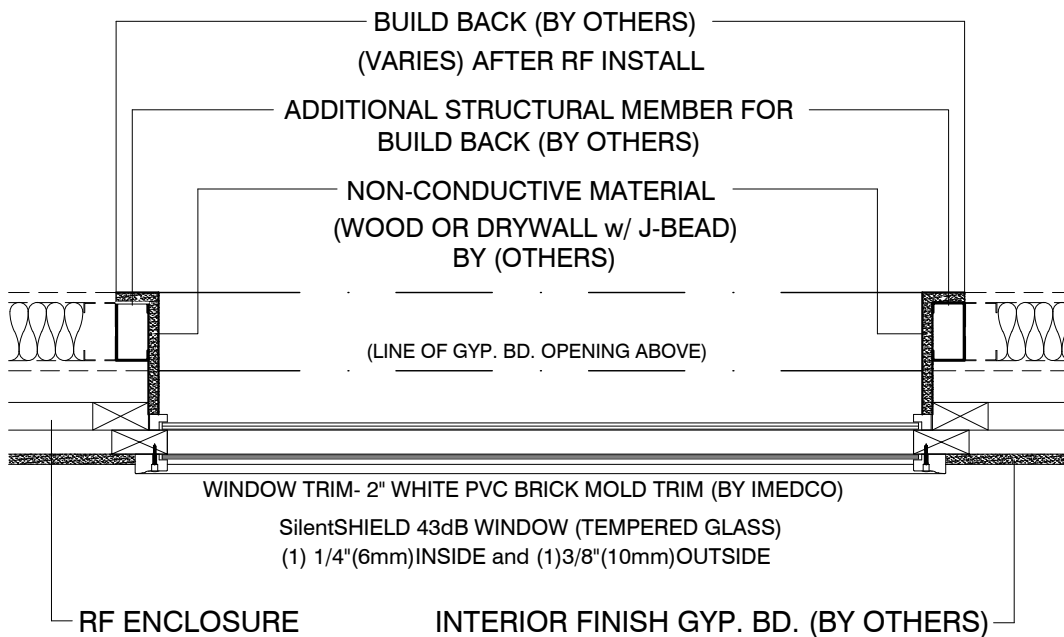 BUILD BACK (BY OTHERS)
(VARIES) AFTER RF INSTALL
ADDITIONAL STRUCTURAL MEMBER FOR
BUILD BACK (BY OTHERS)
NON-CONDUCTIVE MATERIAL
(WOOD OR DRYWALL w/ J-BEAD)
BY (OTHERS)
(LINE OF GYP. BD. OPENING ABOVE)
WINDOW TRIM- 2" WHITE PVC BRICK MOLD TRIM (BY IMEDCO)
SilentSHIELD 43dB WINDOW (TEMPERED GLASS)
(1) 1/4"(6mm)INSIDE and (1)3/8"(10mm)OUTSIDE
RF ENCLOSURE
INTERIOR FINISH GYP. BD. (BY OTHERS)